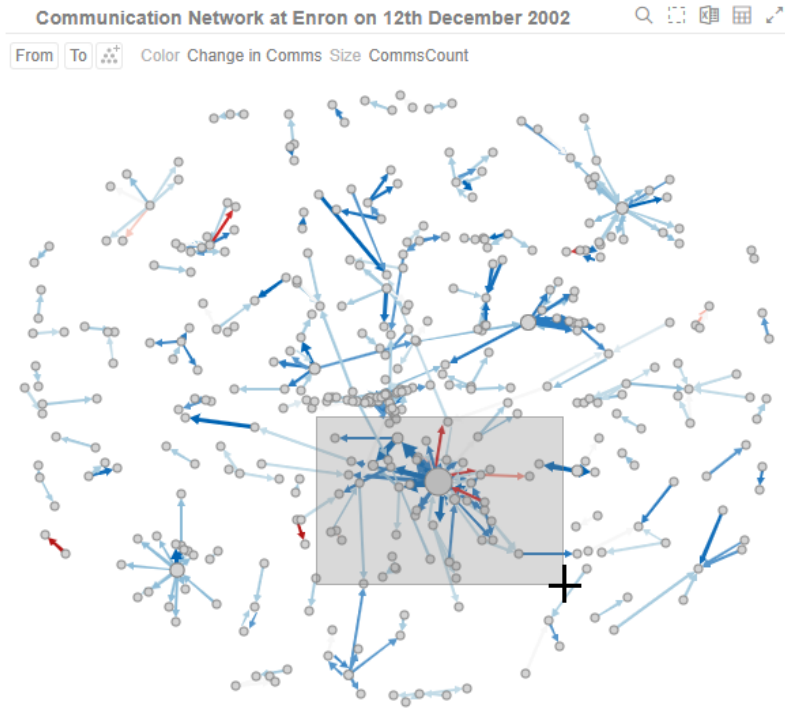 Communication Network at Enron on 12th December 2002
From To Color Change in Comms Size CommsCount